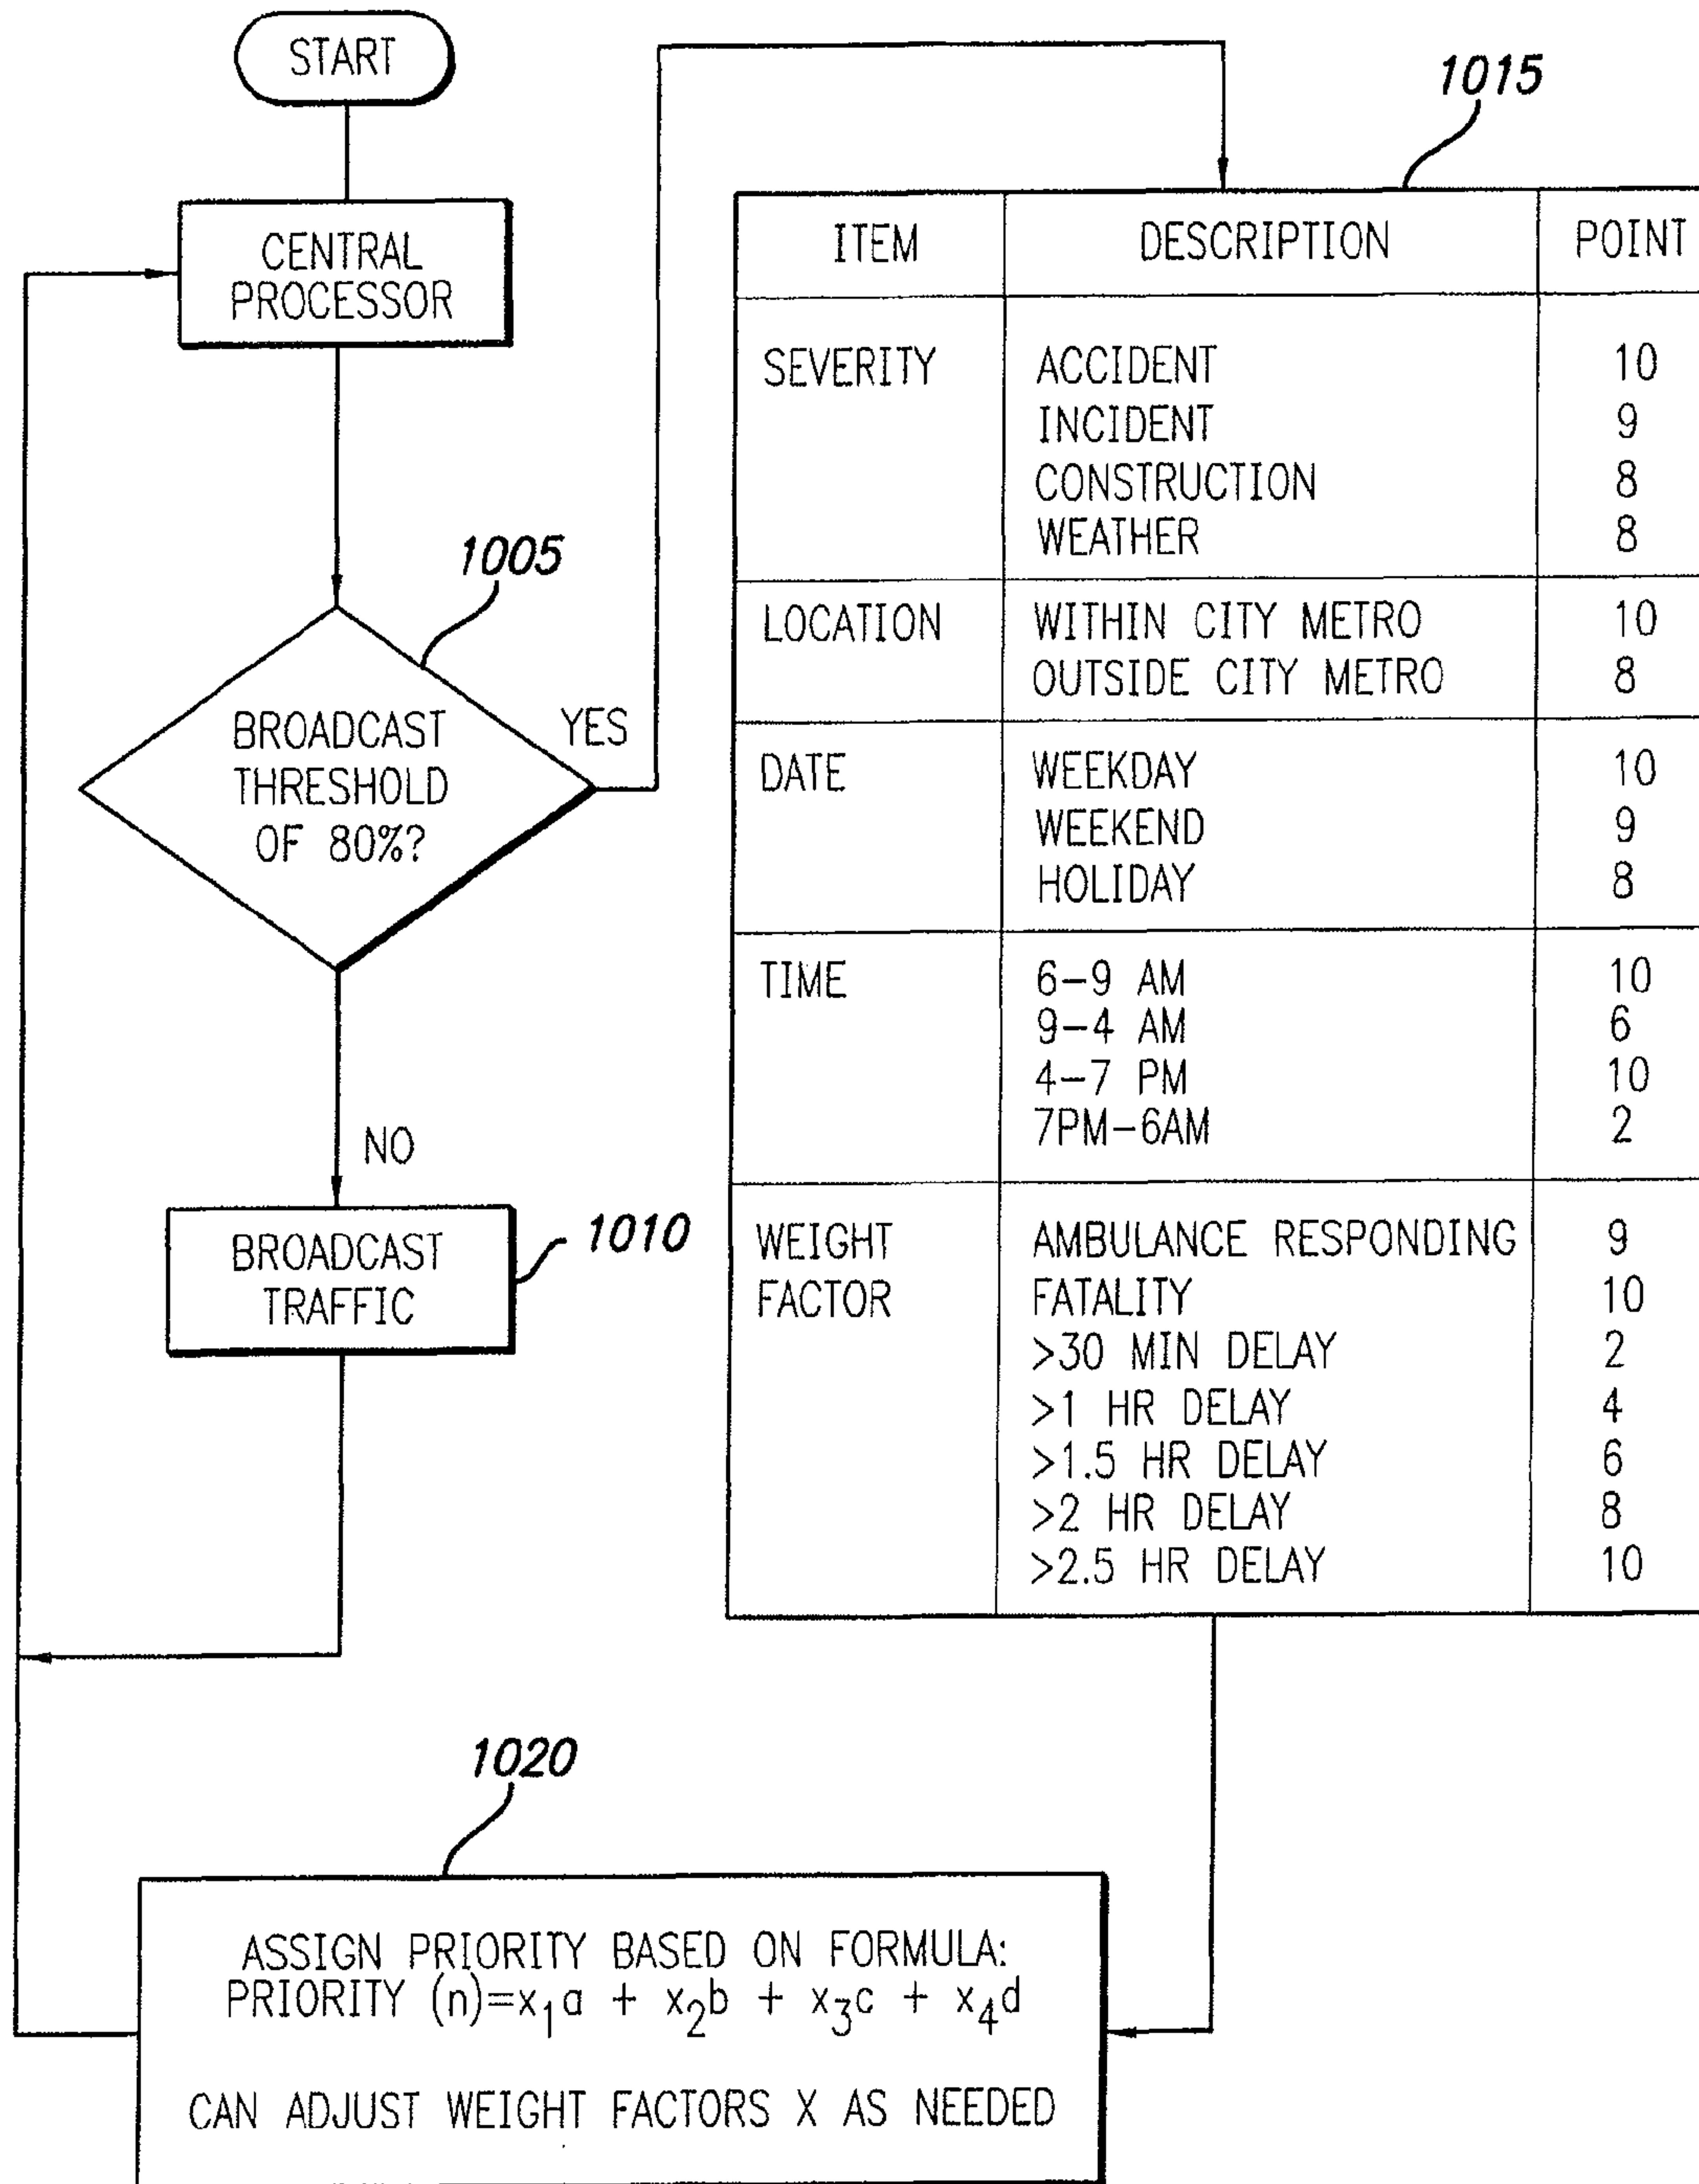 START
CENTRAL
PROCESSOR
1005
BROADCAST
THRESHOLD
OF 80%?
YES
NO
BROADCAST
TRAFFIC
1010
1015
ITEM DESCRIPTION POINT
SEVERITY ACCIDENT 10
INCIDENT 9
CONSTRUCTION 8
WEATHER 8
LOCATION WITHIN CITY METRO 10
OUTSIDE CITY METRO 8
DATE WEEKDAY 10
WEEKEND 9
HOLIDAY 8
TIME 6-9 AM 10
9-4 AM 6
4-7 PM 10
7PM-6AM 2
WEIGHT AMBULANCE RESPONDING 9
FACTOR FATALITY 10
>30 MIN DELAY 2
>1 HR DELAY 4
>1.5 HR DELAY 6
>2 HR DELAY 8
>2.5 HR DELAY 10
1020
ASSIGN PRIORITY BASED ON FORMULA:
PRIORITY (n)=x₁a + x₂b + x₃c + x₄d
CAN ADJUST WEIGHT FACTORS X AS NEEDED